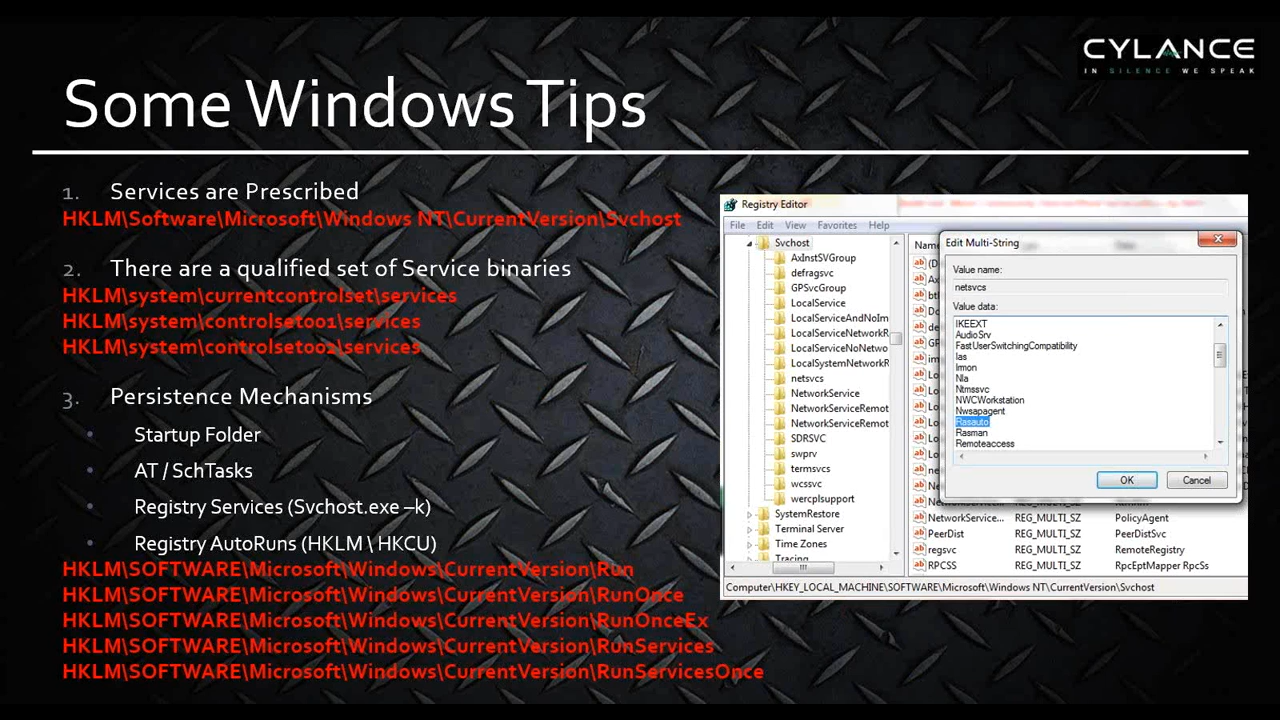 CYLANCE
IN SILENCE WE SPEAK
Some Windows Tips
1. Services are Prescribed
HKLM\Software\Microsoft\Windows NT\CurrentVersion\Svchost
2. There are a qualified set of Service binaries
HKLM\system\currentcontrolset\services
HKLM\system\controlset001\services
HKLM\system\controlset002\services
3. Persistence Mechanisms
• Startup Folder
• AT / SchTasks
• Registry Services (Svchost.exe –k)
• Registry AutoRuns (HKLM \ HKCU)
HKLM\SOFTWARE\Microsoft\Windows\CurrentVersion\Run
HKLM\SOFTWARE\Microsoft\Windows\CurrentVersion\RunOnce
HKLM\SOFTWARE\Microsoft\Windows\CurrentVersion\RunOnceEx
HKLM\SOFTWARE\Microsoft\Windows\CurrentVersion\RunServices
HKLM\SOFTWARE\Microsoft\Windows\CurrentVersion\RunServicesOnce
Registry Editor
File Edit View Favorites Help
Svchost
AxInstSVGroup
defragsvc
GPSvcGroup
LocalService
LocalServiceAndNoIm
LocalServiceNetworkR
LocalServiceNoNetwo
LocalSystemNetworkR
netsvcs
NetworkService
NetworkServiceRemot
NetworkServiceRemot
SDRSVC
swprv
termsvcs
wcssvc
wercplsupport
SystemRestore
Terminal Server
Time Zones
Tracing
Edit Multi-String
Value name:
netsvcs
Value data:
IKEEXT
AudioSrv
FastUserSwitchingCompatibility
Ias
Irmon
Nla
Ntmssvc
NWCWorkstation
Nwsapagent
Rasauto
Rasman
Remoteaccess
OK Cancel
NetworkService... REG_MULTI_SZ PolicyAgent
PeerDist REG_MULTI_SZ PeerDistSvc
regsvc REG_MULTI_SZ RemoteRegistry
RPCSS REG_MULTI_SZ RpcEptMapper RpcSs
Computer\HKEY_LOCAL_MACHINE\SOFTWARE\Microsoft\Windows NT\CurrentVersion\Svchost